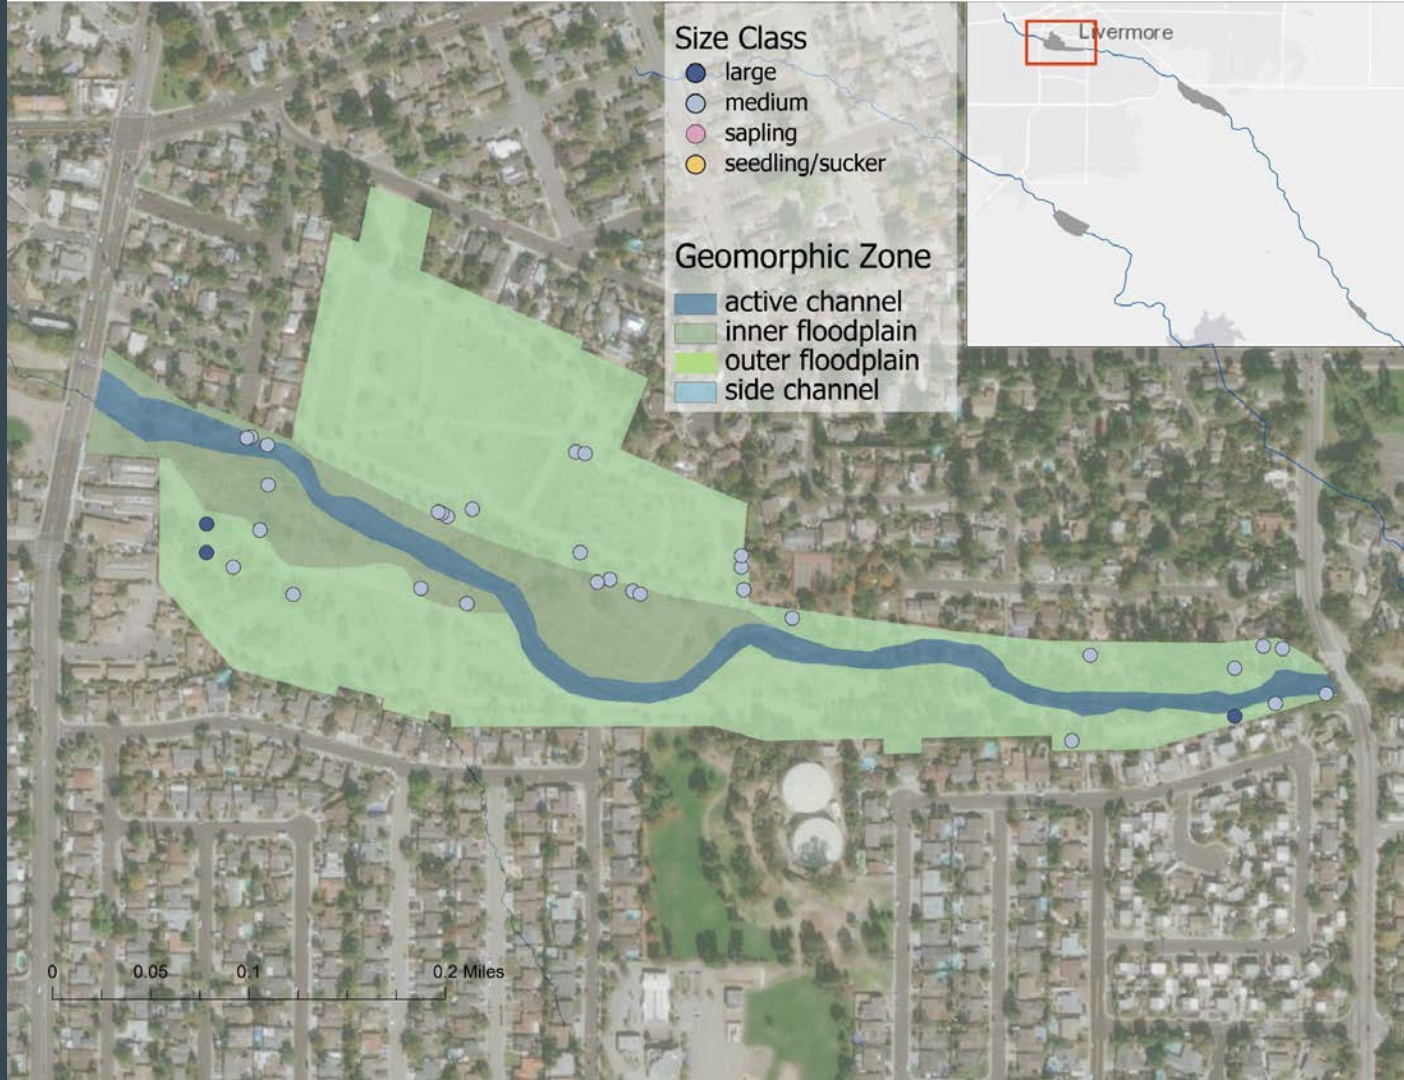 Size Class
large
medium
sapling
seedling/sucker
Geomorphic Zone
active channel
inner floodplain
outer floodplain
side channel
Livermore
0 0.05 0.1 0.2 Miles